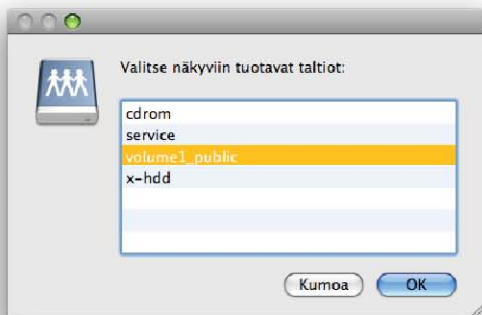 Valitse näkyviin tuotavat taltiot:
cdrom
service
volume1_public
x-hdd
Kumoa OK